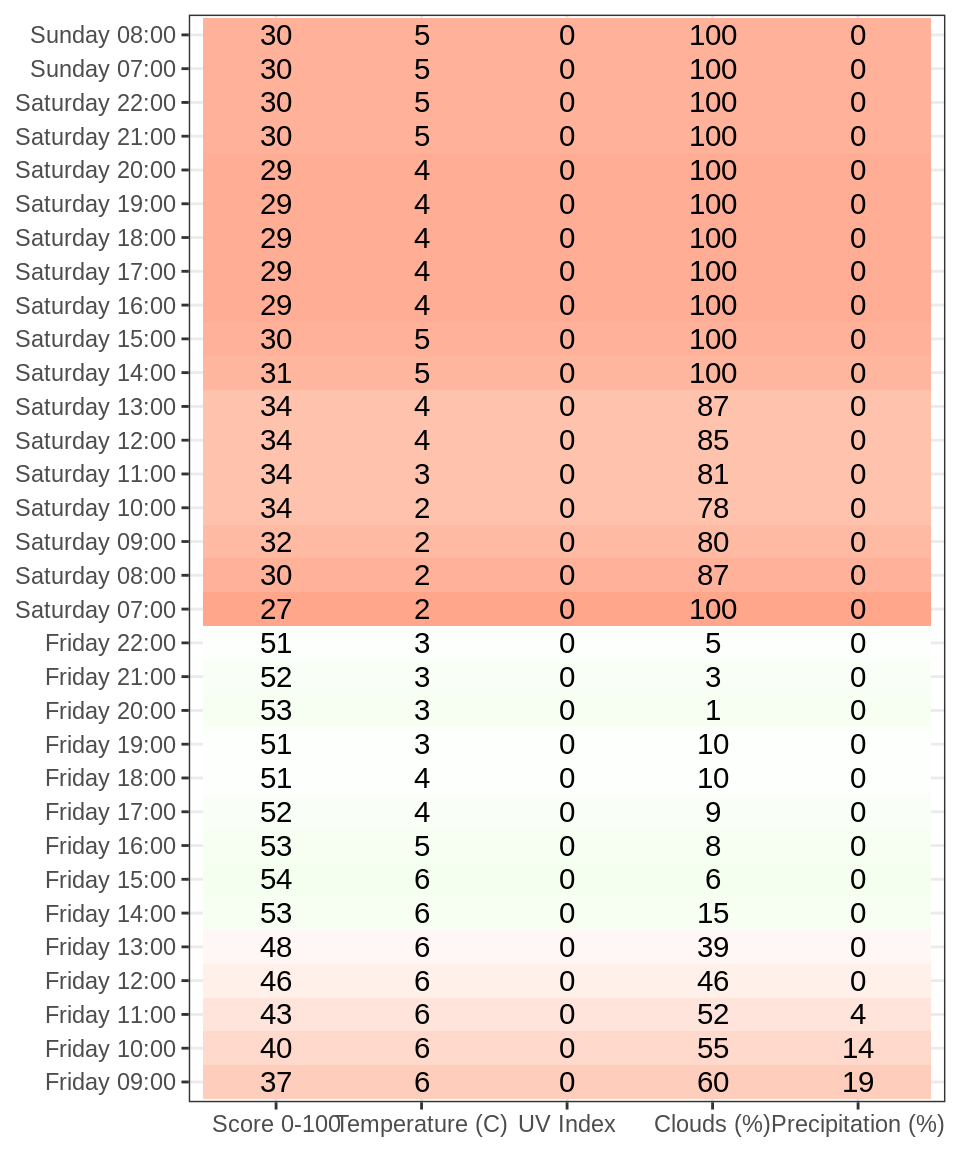 Sunday 08:00 30 5 0 100 0
Sunday 07:00 30 5 0 100 0
Saturday 22:00 30 5 0 100 0
Saturday 21:00 30 5 0 100 0
Saturday 20:00 29 4 0 100 0
Saturday 19:00 29 4 0 100 0
Saturday 18:00 29 4 0 100 0
Saturday 17:00 29 4 0 100 0
Saturday 16:00 29 4 0 100 0
Saturday 15:00 30 5 0 100 0
Saturday 14:00 31 5 0 100 0
Saturday 13:00 34 4 0 87 0
Saturday 12:00 34 4 0 85 0
Saturday 11:00 34 3 0 81 0
Saturday 10:00 34 2 0 78 0
Saturday 09:00 32 2 0 80 0
Saturday 08:00 30 2 0 87 0
Saturday 07:00 27 2 0 100 0
Friday 22:00 51 3 0 5 0
Friday 21:00 52 3 0 3 0
Friday 20:00 53 3 0 1 0
Friday 19:00 51 3 0 10 0
Friday 18:00 51 4 0 10 0
Friday 17:00 52 4 0 9 0
Friday 16:00 53 5 0 8 0
Friday 15:00 54 6 0 6 0
Friday 14:00 53 6 0 15 0
Friday 13:00 48 6 0 39 0
Friday 12:00 46 6 0 46 0
Friday 11:00 43 6 0 52 4
Friday 10:00 40 6 0 55 14
Friday 09:00 37 6 0 60 19
Score 0-100 Temperature (C) UV Index Clouds (%) Precipitation (%)